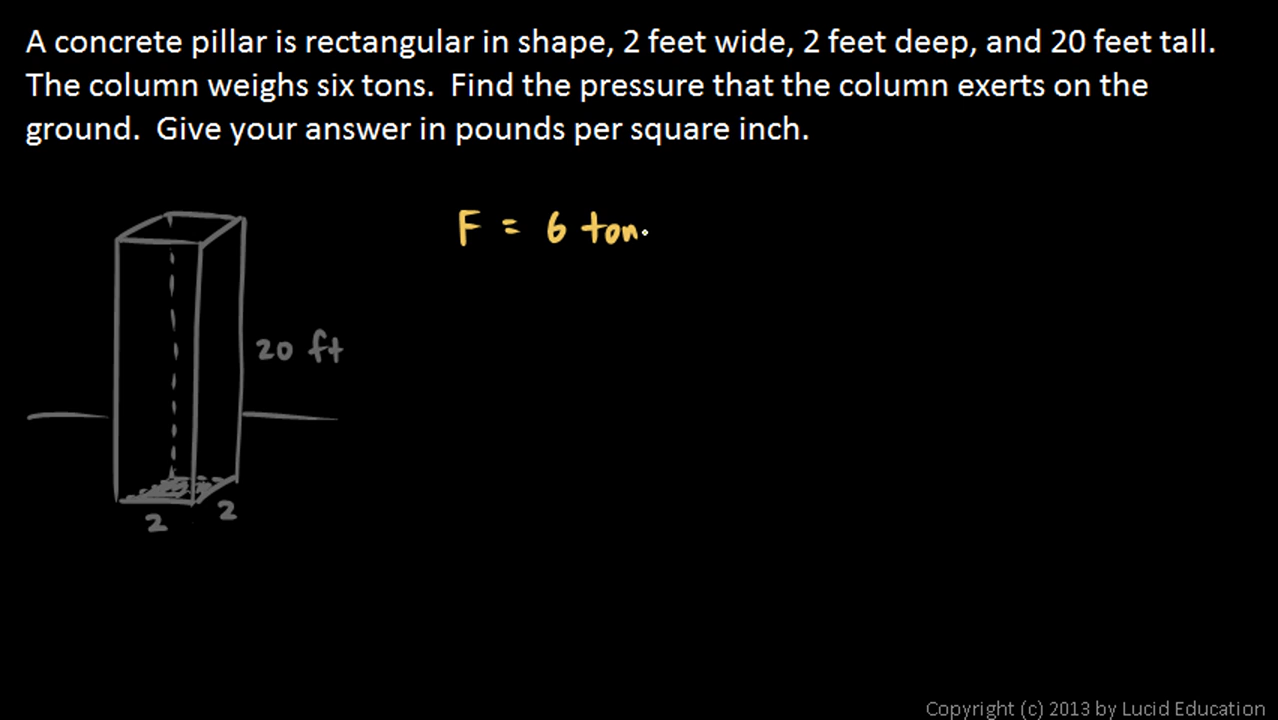 A concrete pillar is rectangular in shape, 2 feet wide, 2 feet deep, and 20 feet tall.
The column weighs six tons.  Find the pressure that the column exerts on the
ground.  Give your answer in pounds per square inch.
F = 6 ton
20 ft
2
2
Copyright (c) 2013 by Lucid Education